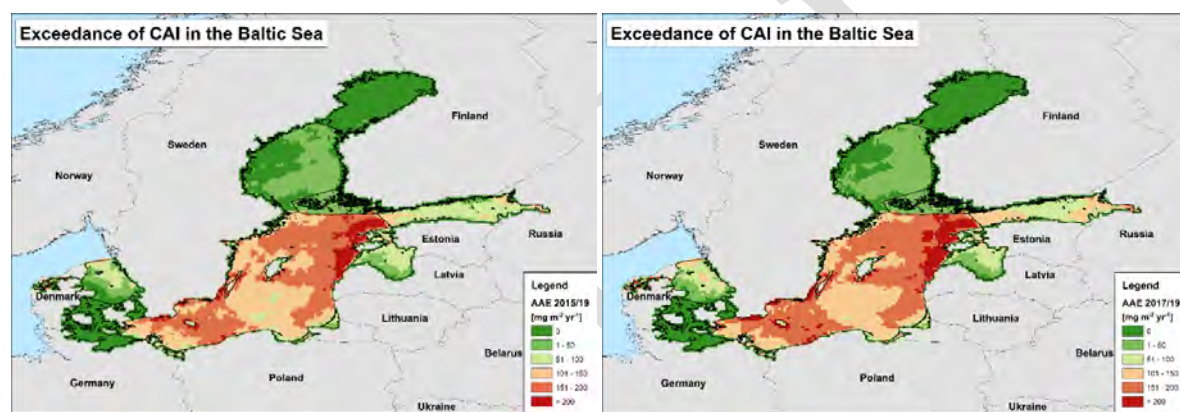 Exceedance of CAI in the Baltic Sea
Finland
Sweden
Norway
Estonia
Russia
Latvia
Denmark
Lithuania
Belarus
Germany
Poland
Ukraine
Legend
AAE 2015/19
[mg m⁻² yr⁻¹]
0
1 - 50
51 - 100
101 - 150
151 - 200
> 200
Exceedance of CAI in the Baltic Sea
Finland
Sweden
Norway
Estonia
Russia
Latvia
Denmark
Lithuania
Belarus
Germany
Poland
Ukraine
Legend
AAE 2017/19
[mg m⁻² yr⁻¹]
0
1 - 50
51 - 100
101 - 150
151 - 200
> 200